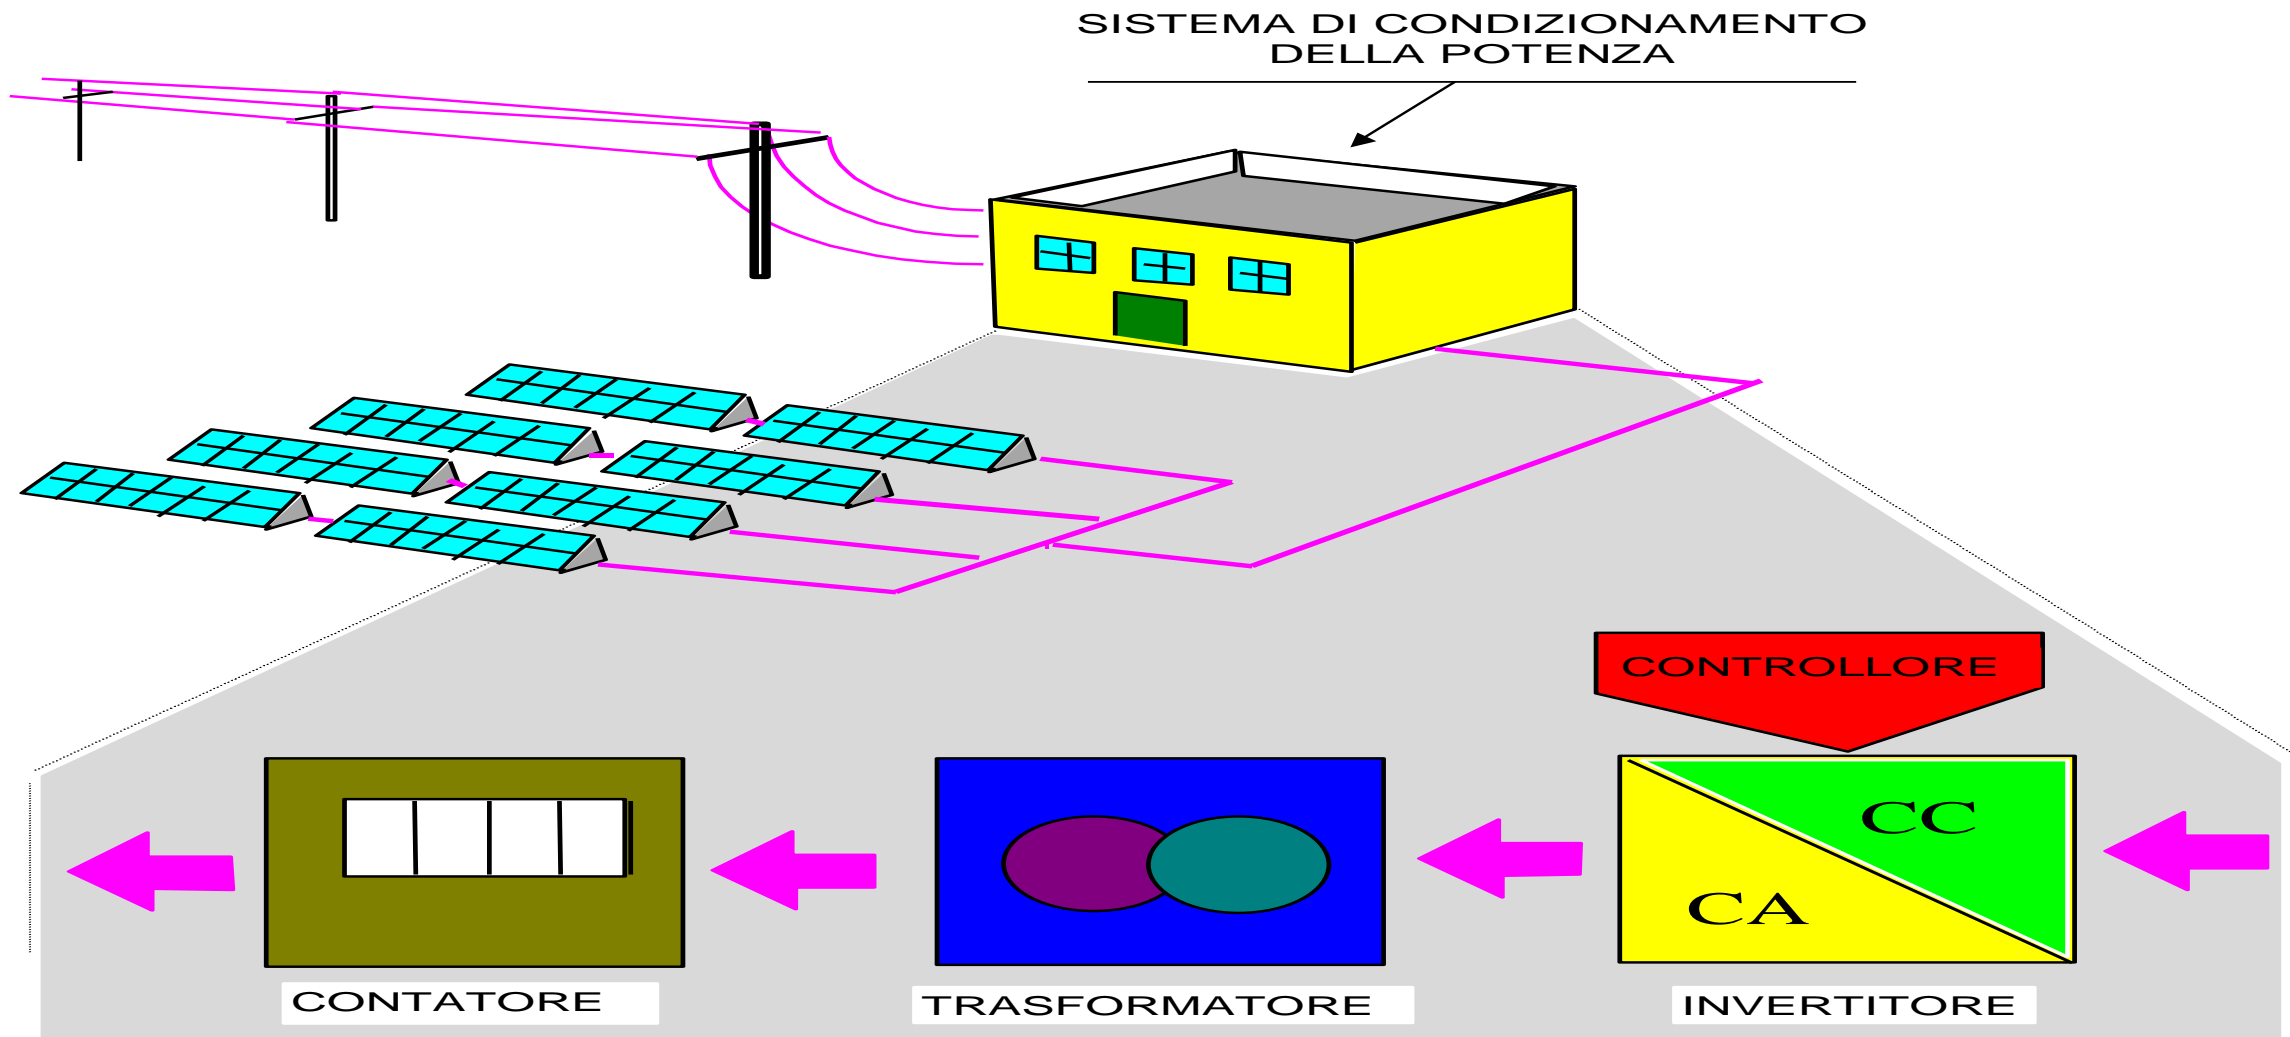 SISTEMA DI CONDIZIONAMENTO
DELLA POTENZA
CONTROLLORE
CC
CA
CONTATORE
TRASFORMATORE
INVERTITORE